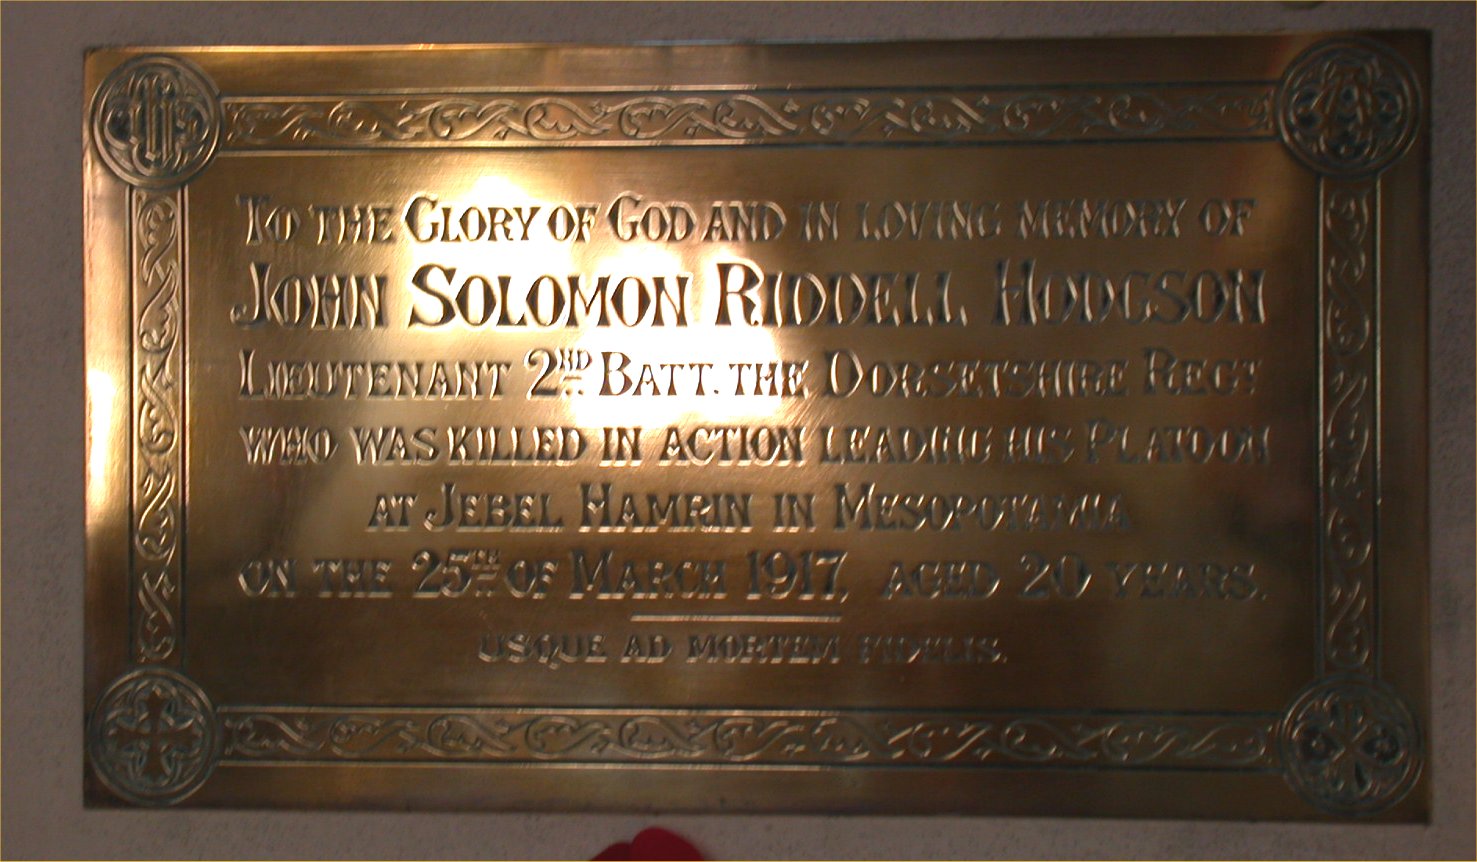 To the Glory of God and in loving memory of
John Solomon Riddell Hodgson
Lieutenant 2ND Batt. the Dorsetshire Regt.
who was killed in action leading his Platoon
at Jebel Hamrin in Mesopotamia
on the 25TH of March 1917, aged 20 years.
usque ad mortem fidelis.